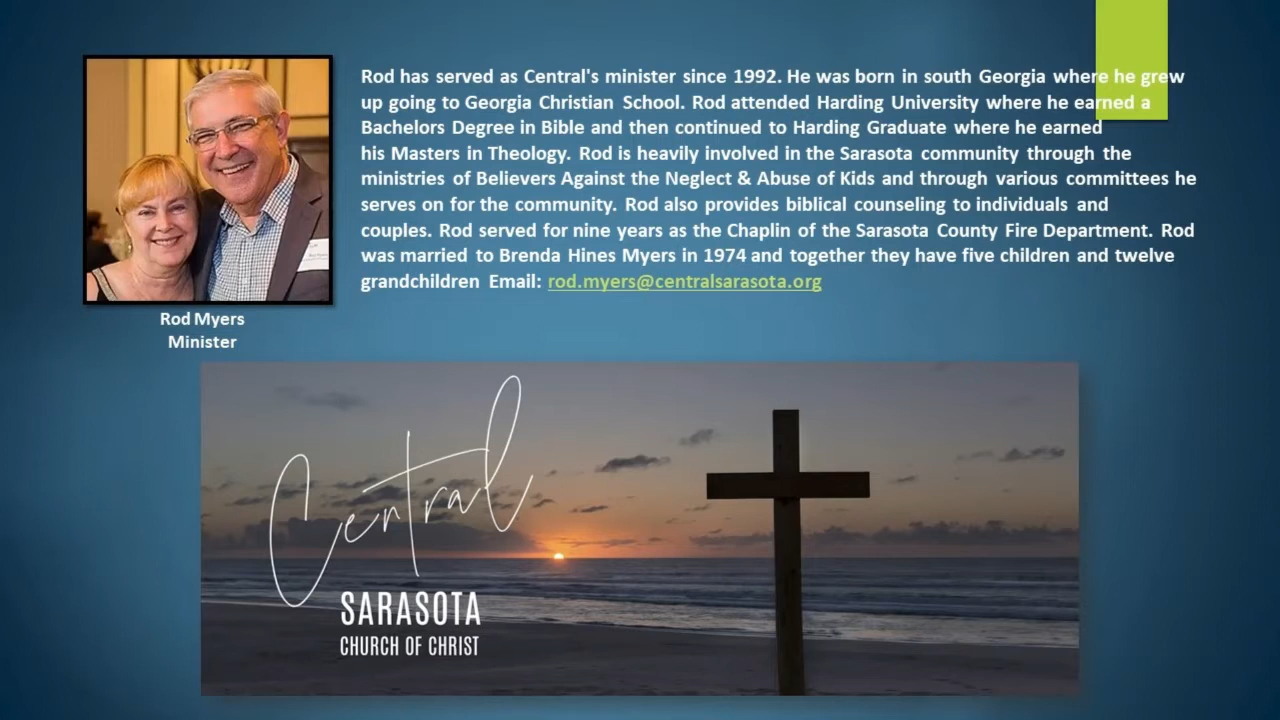 Rod has served as Central's minister since 1992. He was born in south Georgia where he grew
up going to Georgia Christian School. Rod attended Harding University where he earned a
Bachelors Degree in Bible and then continued to Harding Graduate where he earned
his Masters in Theology. Rod is heavily involved in the Sarasota community through the
ministries of Believers Against the Neglect & Abuse of Kids and through various committees he
serves on for the community. Rod also provides biblical counseling to individuals and
couples. Rod served for nine years as the Chaplin of the Sarasota County Fire Department. Rod
was married to Brenda Hines Myers in 1974 and together they have five children and twelve
grandchildren Email: rod.myers@centralsarasota.org
Rod Myers
Minister
Central
SARASOTA
CHURCH OF CHRIST